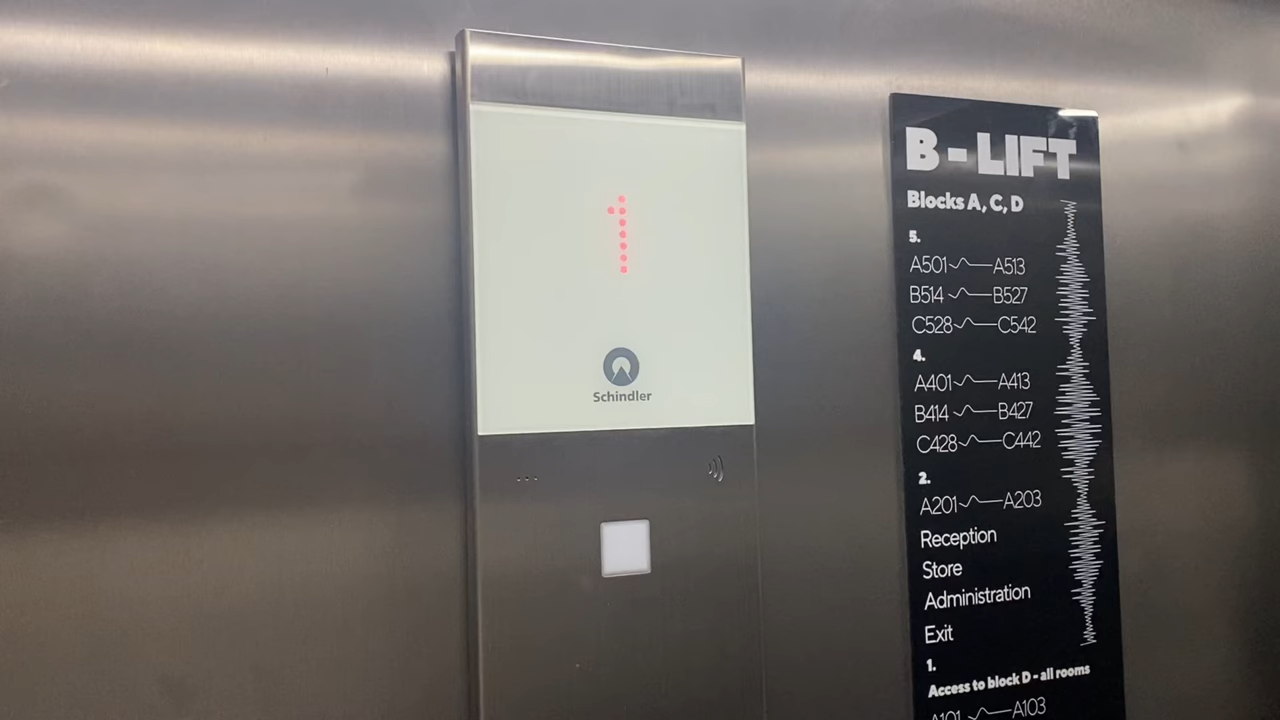 1
Schindler
B - LIFT
Blocks A, C, D
5.
A501 A513
B514 B527
C528 C542
4.
A401 A413
B414 B427
C428 C442
2.
A201 A203
Reception
Store
Administration
Exit
1.
Access to block D - all rooms
A101 A103